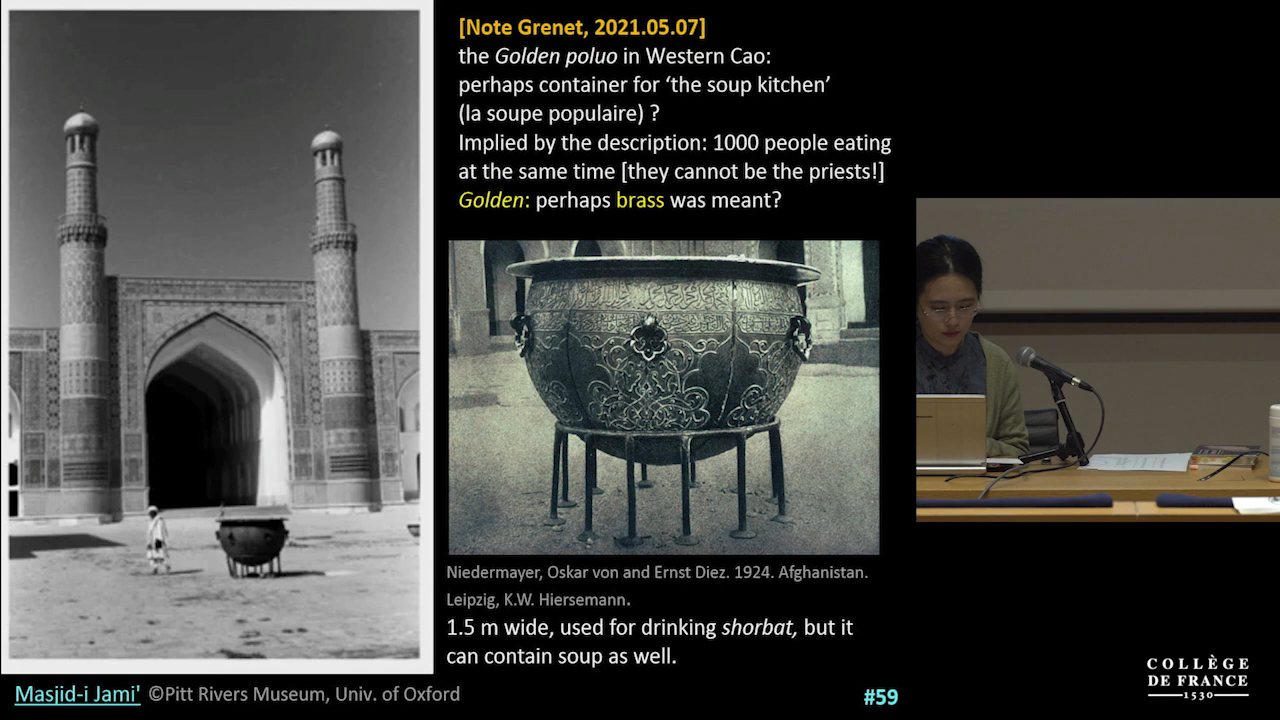 [Note Grenet, 2021.05.07]
the Golden poluo in Western Cao:
perhaps container for ‘the soup kitchen’
(la soupe populaire) ?
Implied by the description: 1000 people eating
at the same time [they cannot be the priests!]
Golden: perhaps brass was meant?
Niedermayer, Oskar von and Ernst Diez. 1924. Afghanistan.
Leipzig, K.W. Hiersemann.
1.5 m wide, used for drinking shorbat, but it
can contain soup as well.
Masjid-i Jami' ©Pitt Rivers Museum, Univ. of Oxford
#59
COLLÈGE
DE FRANCE
1530